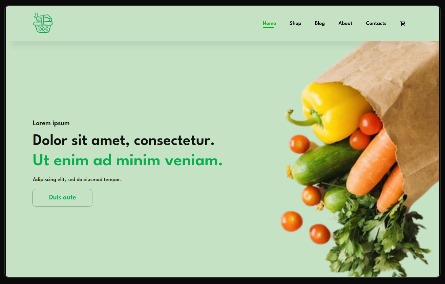 Home Shop Blog About Contacts
Lorem ipsum
Dolor sit amet, consectetur.
Ut enim ad minim veniam.
Adipiscing elit, sed do eiusmod tempor.
Duis aute